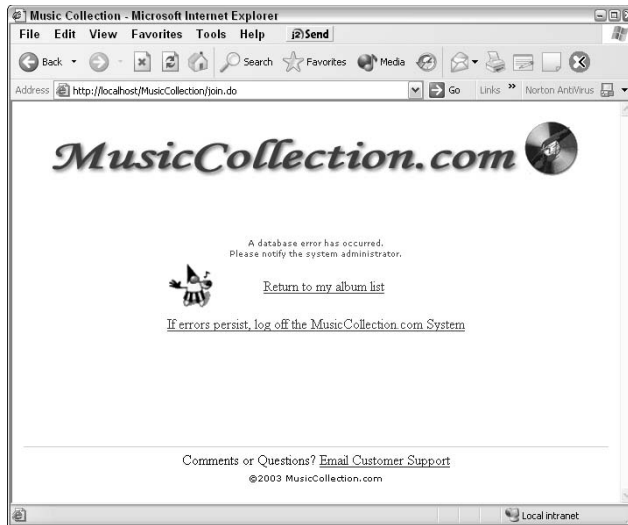 Music Collection - Microsoft Internet Explorer
File Edit View Favorites Tools Help Send
Back Search Favorites Media
Address http://localhost/MusicCollection/join.do Go Links » Norton AntiVirus
MusicCollection.com
A database error has occurred.
Please notify the system administrator.
Return to my album list
If errors persist, log off the MusicCollection.com System
Comments or Questions? Email Customer Support
©2003 MusicCollection.com
Local intranet